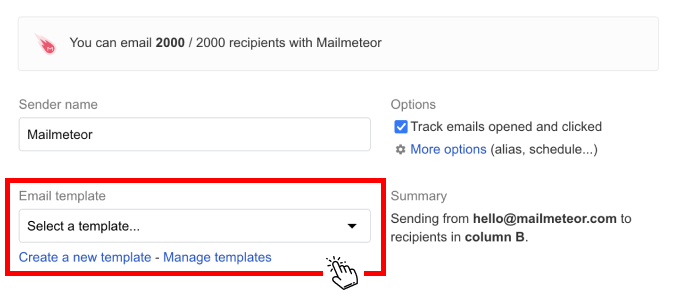 You can email 2000 / 2000 recipients with Mailmeteor
Sender name
Mailmeteor
Options
Track emails opened and clicked
More options (alias, schedule...)
Email template
Select a template...
Create a new template - Manage templates
Summary
Sending from hello@mailmeteor.com to
recipients in column B.